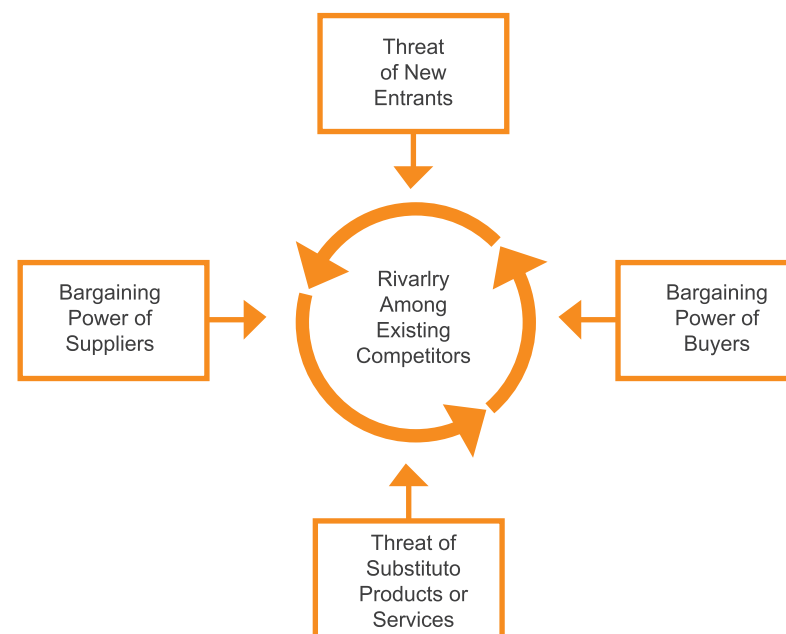 Threat
of New
Entrants
Bargaining
Power of
Suppliers
Rivarlry
Among
Existing
Competitors
Bargaining
Power of
Buyers
Threat of
Substituto
Products or
Services